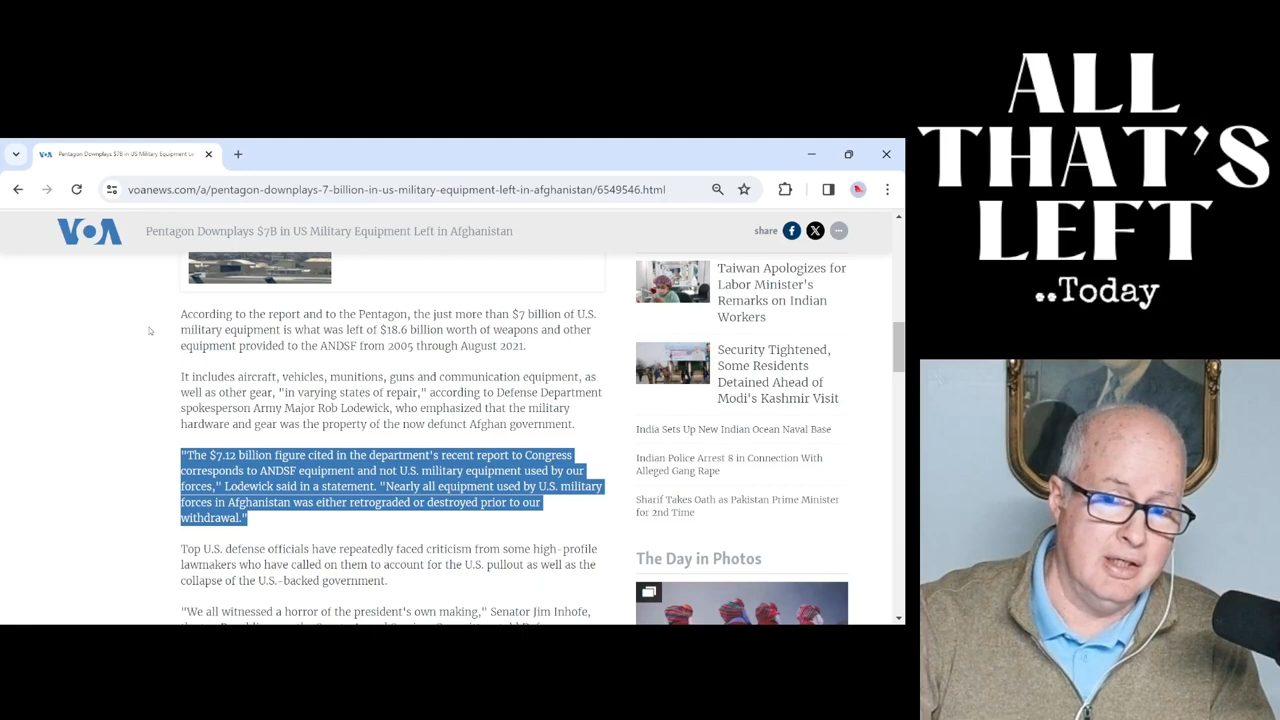 Pentagon Downplays $7B in US Military Equipment Le
voanews.com/a/pentagon-downplays-7-billion-in-us-military-equipment-left-in-afghanistan/6549546.html
VOA
Pentagon Downplays $7B in US Military Equipment Left in Afghanistan
share
According to the report and to the Pentagon, the just more than $7 billion of U.S.
military equipment is what was left of $18.6 billion worth of weapons and other
equipment provided to the ANDSF from 2005 through August 2021.
It includes aircraft, vehicles, munitions, guns and communication equipment, as
well as other gear, "in varying states of repair," according to Defense Department
spokesperson Army Major Rob Lodewick, who emphasized that the military
hardware and gear was the property of the now defunct Afghan government.
"The $7.12 billion figure cited in the department's recent report to Congress
corresponds to ANDSF equipment and not U.S. military equipment used by our
forces," Lodewick said in a statement. "Nearly all equipment used by U.S. military
forces in Afghanistan was either retrograded or destroyed prior to our
withdrawal."
Top U.S. defense officials have repeatedly faced criticism from some high-profile
lawmakers who have called on them to account for the U.S. pullout as well as the
collapse of the U.S.-backed government.
"We all witnessed a horror of the president's own making," Senator Jim Inhofe,
Taiwan Apologizes for
Labor Minister's
Remarks on Indian
Workers
Security Tightened,
Some Residents
Detained Ahead of
Modi's Kashmir Visit
India Sets Up New Indian Ocean Naval Base
Indian Police Arrest 8 in Connection With
Alleged Gang Rape
Sharif Takes Oath as Pakistan Prime Minister
for 2nd Time
The Day in Photos
ALL
THAT'S
LEFT
..Today